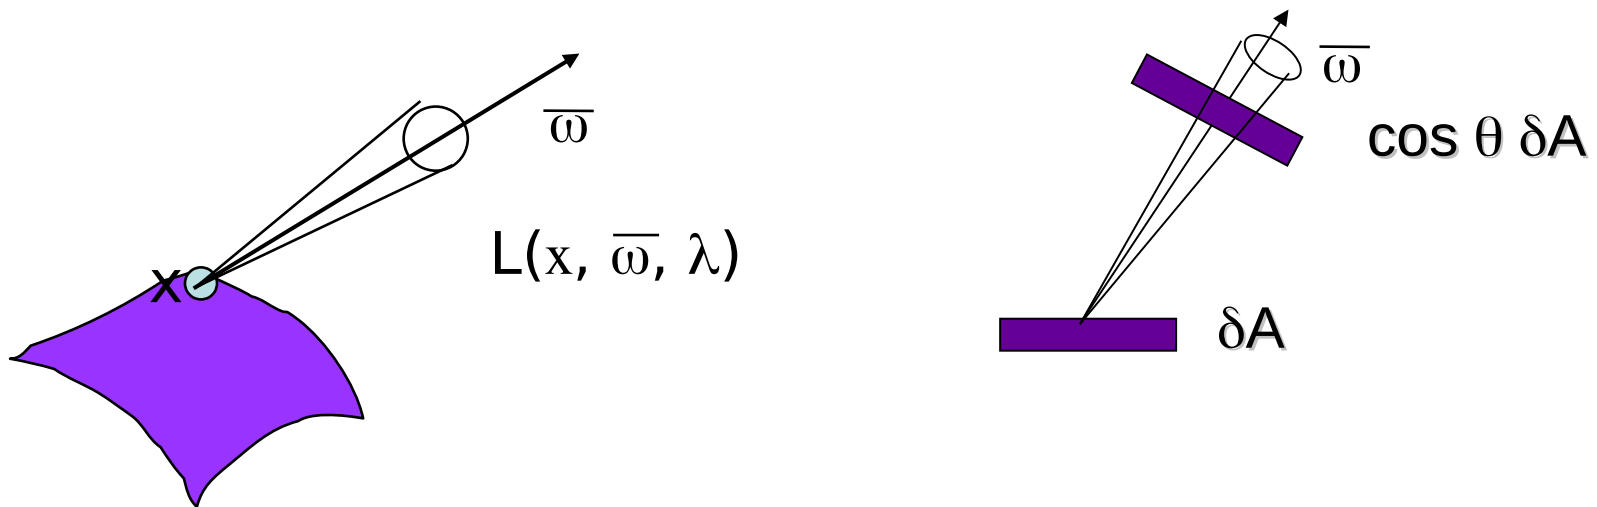 ω̅
x
L(x, ω̅, λ)
ω̅
cos θ δA
δA